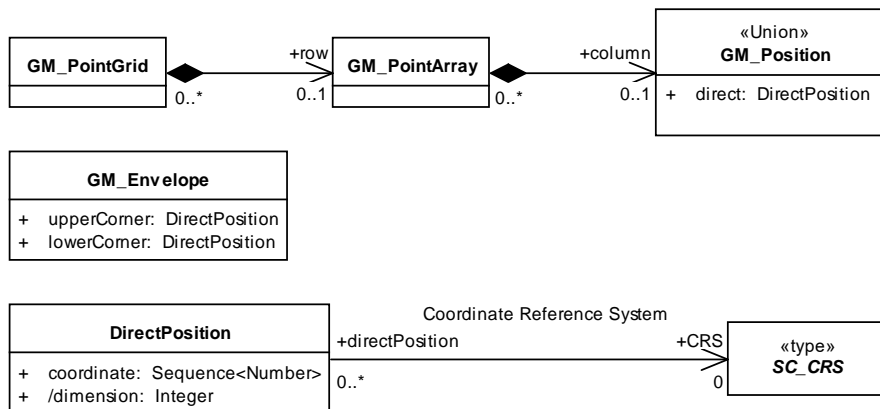 «Union»
GM_PointGrid +row GM_PointArray +column GM_Position
0..* 0..1 0..* 0..1 + direct: DirectPosition
GM_Envelope
+ upperCorner: DirectPosition
+ lowerCorner: DirectPosition
Coordinate Reference System
DirectPosition +directPosition +CRS «type»
+ coordinate: Sequence<Number> 0..* 0 SC_CRS
+ /dimension: Integer